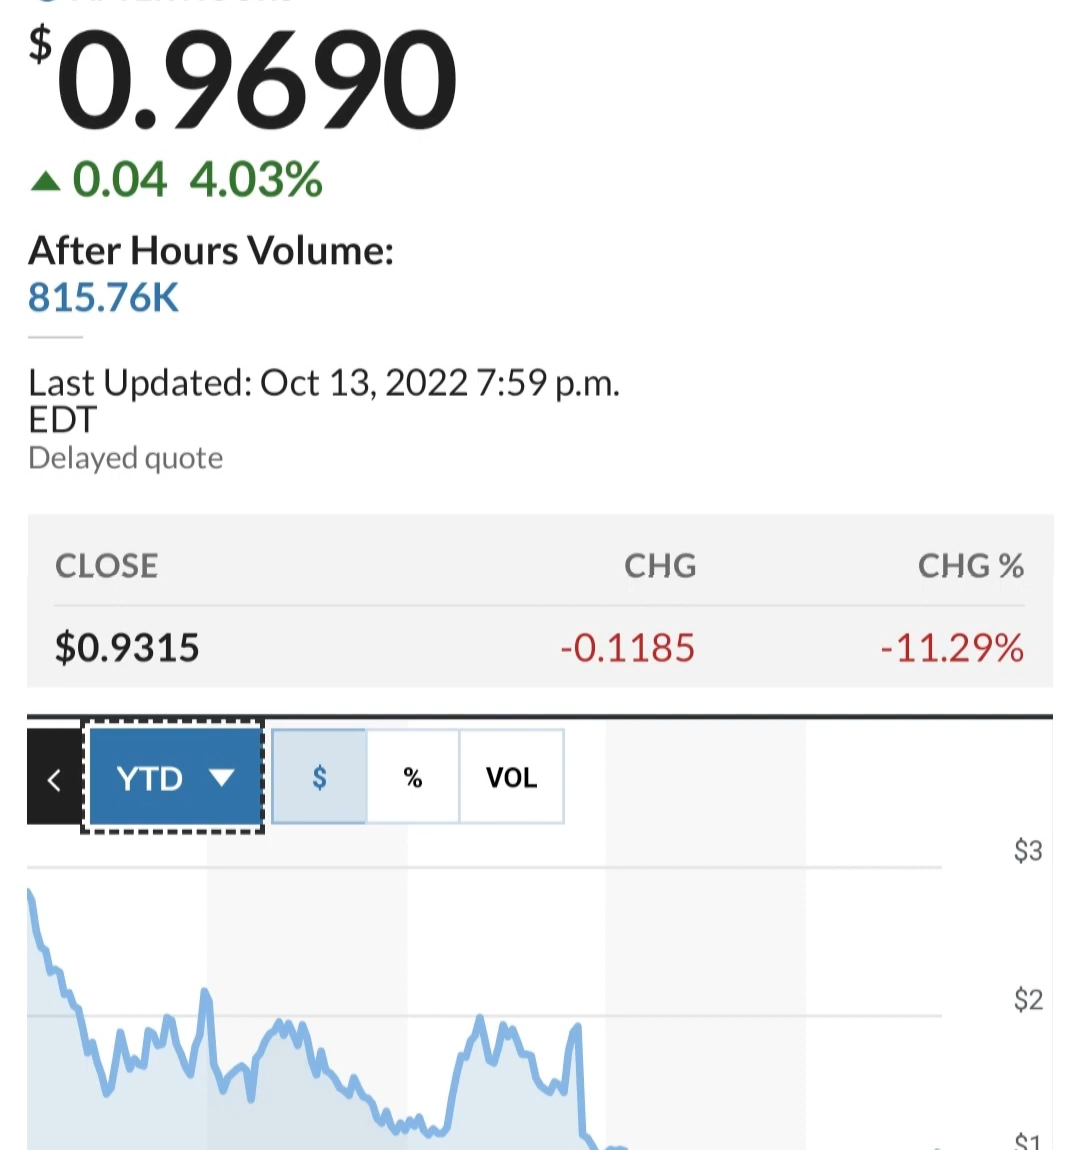 $0.9690
▲ 0.04 4.03%
After Hours Volume:
815.76K
Last Updated: Oct 13, 2022 7:59 p.m.
EDT
Delayed quote
CLOSE CHG CHG %
$0.9315 -0.1185 -11.29%
< YTD ▼ $ % VOL
$3
$2
$1